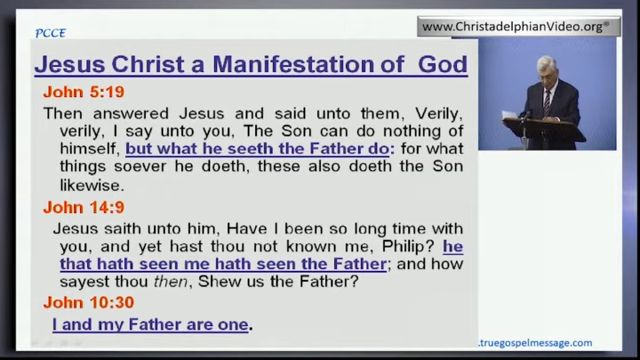 PCCE
www.ChristadelphianVideo.org®
Jesus Christ a Manifestation of God
John 5:19
Then answered Jesus and said unto them, Verily,
verily, I say unto you, The Son can do nothing of
himself, but what he seeth the Father do: for what
things soever he doeth, these also doeth the Son
likewise.
John 14:9
Jesus saith unto him, Have I been so long time with
you, and yet hast thou not known me, Philip? he
that hath seen me hath seen the Father; and how
sayest thou then, Shew us the Father?
John 10:30
I and my Father are one.
.truegospelmessage.com